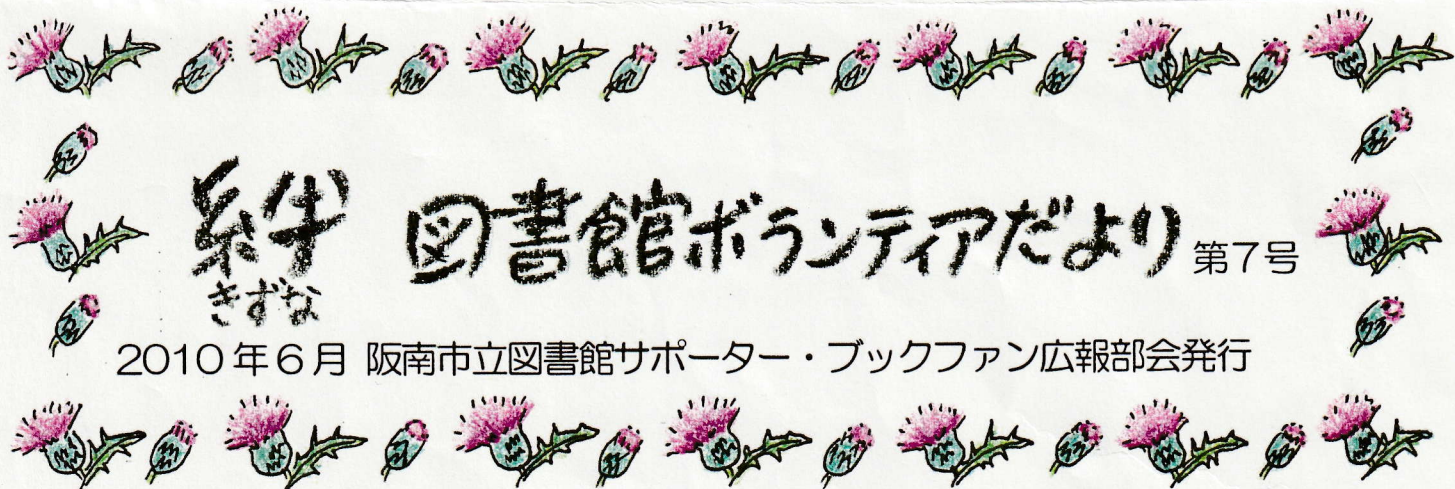 絆 図書館ボランティアだより 第7号
きずな
2010年6月 阪南市立図書館サポーター・ブックファン広報部会発行